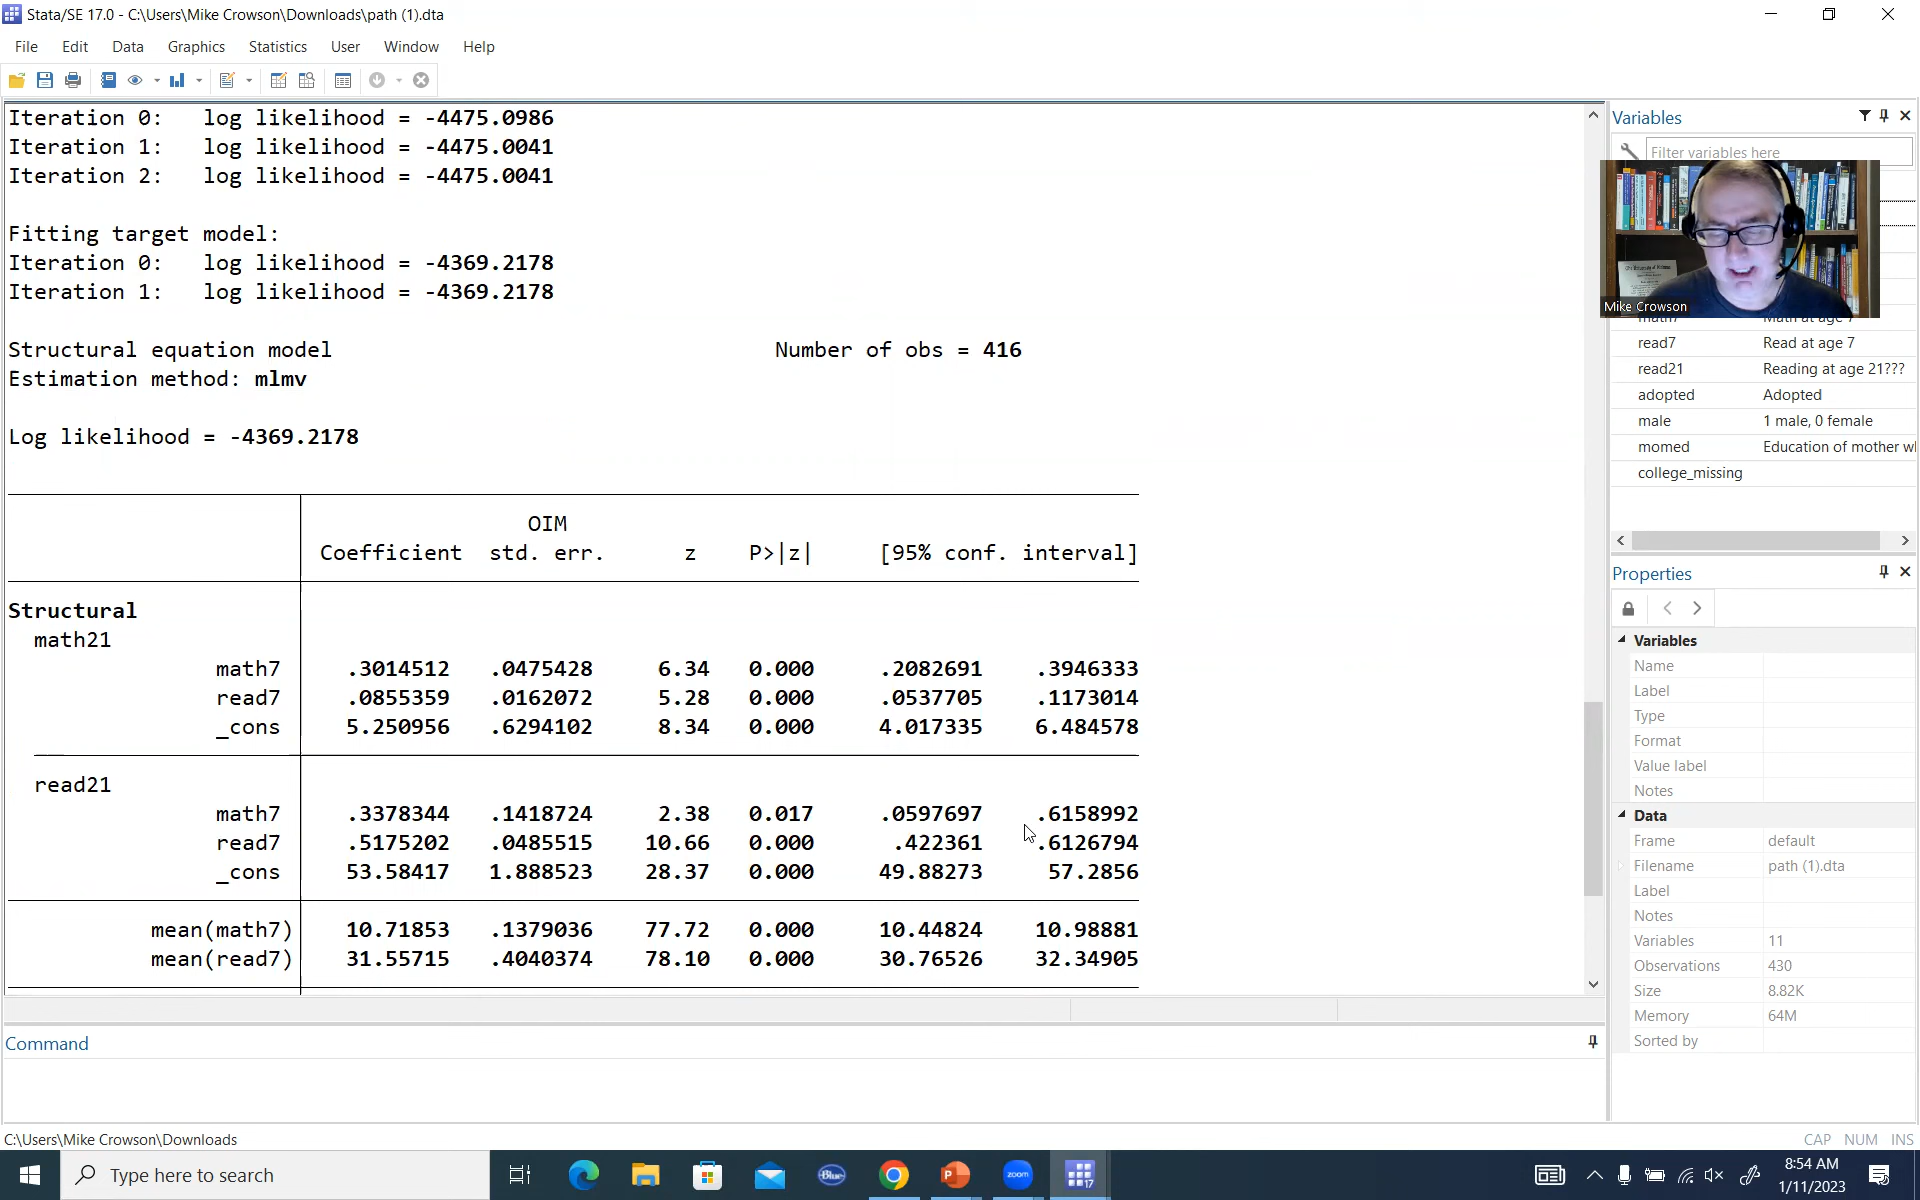 Stata/SE 17.0 - C:\Users\Mike Crowson\Downloads\path (1).dta
File Edit Data Graphics Statistics User Window Help
Iteration 0: log likelihood = -4475.0986
Iteration 1: log likelihood = -4475.0041
Iteration 2: log likelihood = -4475.0041
Fitting target model:
Iteration 0: log likelihood = -4369.2178
Iteration 1: log likelihood = -4369.2178
Structural equation model Number of obs = 416
Estimation method: mlmv
Log likelihood = -4369.2178
OIM
Coefficient std. err. z P>|z| [95% conf. interval]
Structural
math21
math7 .3014512 .0475428 6.34 0.000 .2082691 .3946333
read7 .0855359 .0162072 5.28 0.000 .0537705 .1173014
_cons 5.250956 .6294102 8.34 0.000 4.017335 6.484578
read21
math7 .3378344 .1418724 2.38 0.017 .0597697 .6158992
read7 .5175202 .0485515 10.66 0.000 .422361 .6126794
_cons 53.58417 1.888523 28.37 0.000 49.88273 57.2856
mean(math7) 10.71853 .1379036 77.72 0.000 10.44824 10.98881
mean(read7) 31.55715 .4040374 78.10 0.000 30.76526 32.34905
Command
C:\Users\Mike Crowson\Downloads
Variables
Filter variables here
Mike Crowson
math7 Math at age 7
read7 Read at age 7
read21 Reading at age 21???
adopted Adopted
male 1 male, 0 female
momed Education of mother w
college_missing
Properties
Variables
Name
Label
Type
Format
Value label
Notes
Data
Frame default
Filename path (1).dta
Label
Notes
Variables 11
Observations 430
Size 8.82K
Memory 64M
Sorted by
CAP NUM INS
Type here to search
Blue
P
zoom
17
8:54 AM
1/11/2023